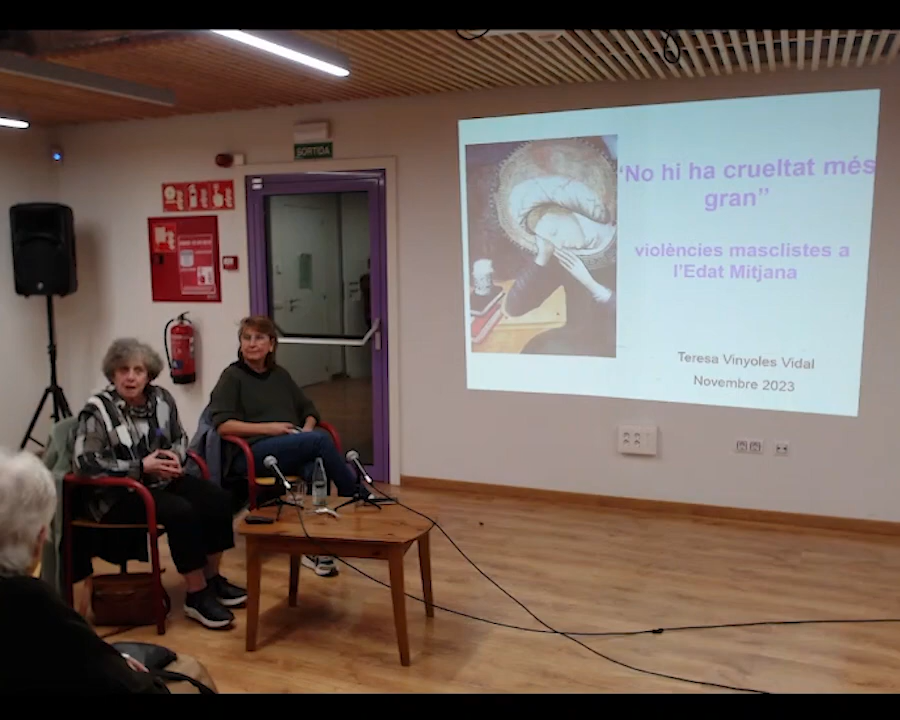 SORTIDA
“No hi ha crueltat més
gran”
violències masclistes a
l’Edat Mitjana
Teresa Vinyoles Vidal
Novembre 2023